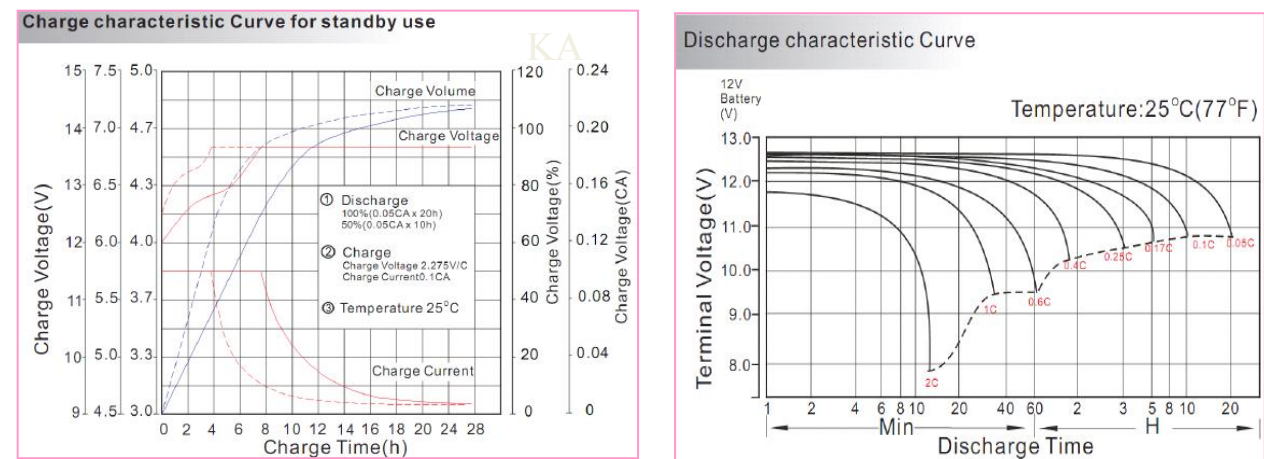 Charge characteristic Curve for standby use
KA
15 7.5 5.0
14 7.0 4.7
13 6.5 4.3
12 6.0 4.0
11 5.5 3.7
10 5.0 3.3
9 4.5 3.0
Charge Voltage(V)
Charge Volume
Charge Voltage
① Discharge
100%(0.05CA x 20h)
50%(0.05CA x 10h)
② Charge
Charge Voltage 2.275V/C
Charge Current0.1CA
③ Temperature 25°C
Charge Current
120 0.24
100 0.20
80 0.16
60 0.12
40 0.08
20 0.04
0 0
Charge Voltage(%)
Charge Voltage(CA)
0 2 4 6 8 10 12 14 16 18 20 24 28
Charge Time(h)
Discharge characteristic Curve
12V
Battery
(V)
Temperature:25°C(77°F)
13.0
12.0
11.0
10.0
9.0
8.0
Terminal Voltage(V)
2C
1C
0.6C
0.4C
0.25C
0.17C
0.1C
0.05C
1 2 4 6 8 10 20 40 60 2 3 5 8 10 20
Min H
Discharge Time